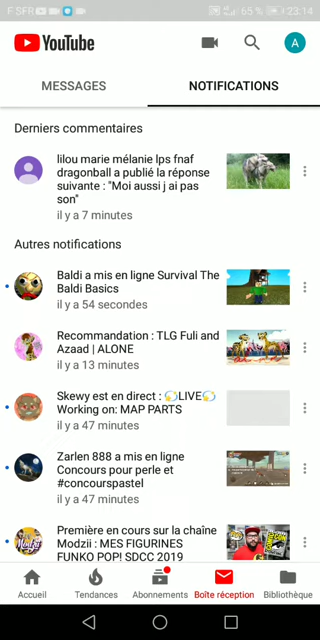 F SFR 65 % 23:14
YouTube
A
MESSAGES
NOTIFICATIONS
Derniers commentaires
lilou marie mélanie lps fnaf
dragonball a publié la réponse
suivante : "Moi aussi j ai pas
son"
il y a 7 minutes
Autres notifications
Baldi a mis en ligne Survival The
Baldi Basics
il y a 54 secondes
Recommandation : TLG Fuli and
Azaad | ALONE
il y a 13 minutes
Skewy est en direct : 💫LIVE💫
Working on: MAP PARTS
il y a 47 minutes
Zarlen 888 a mis en ligne
Concours pour perle et
#concourspastel
il y a 47 minutes
Première en cours sur la chaîne
Modzii : MES FIGURINES
FUNKO POP! SDCC 2019
Accueil
Tendances
Abonnements
Boîte réception
Bibliothèque